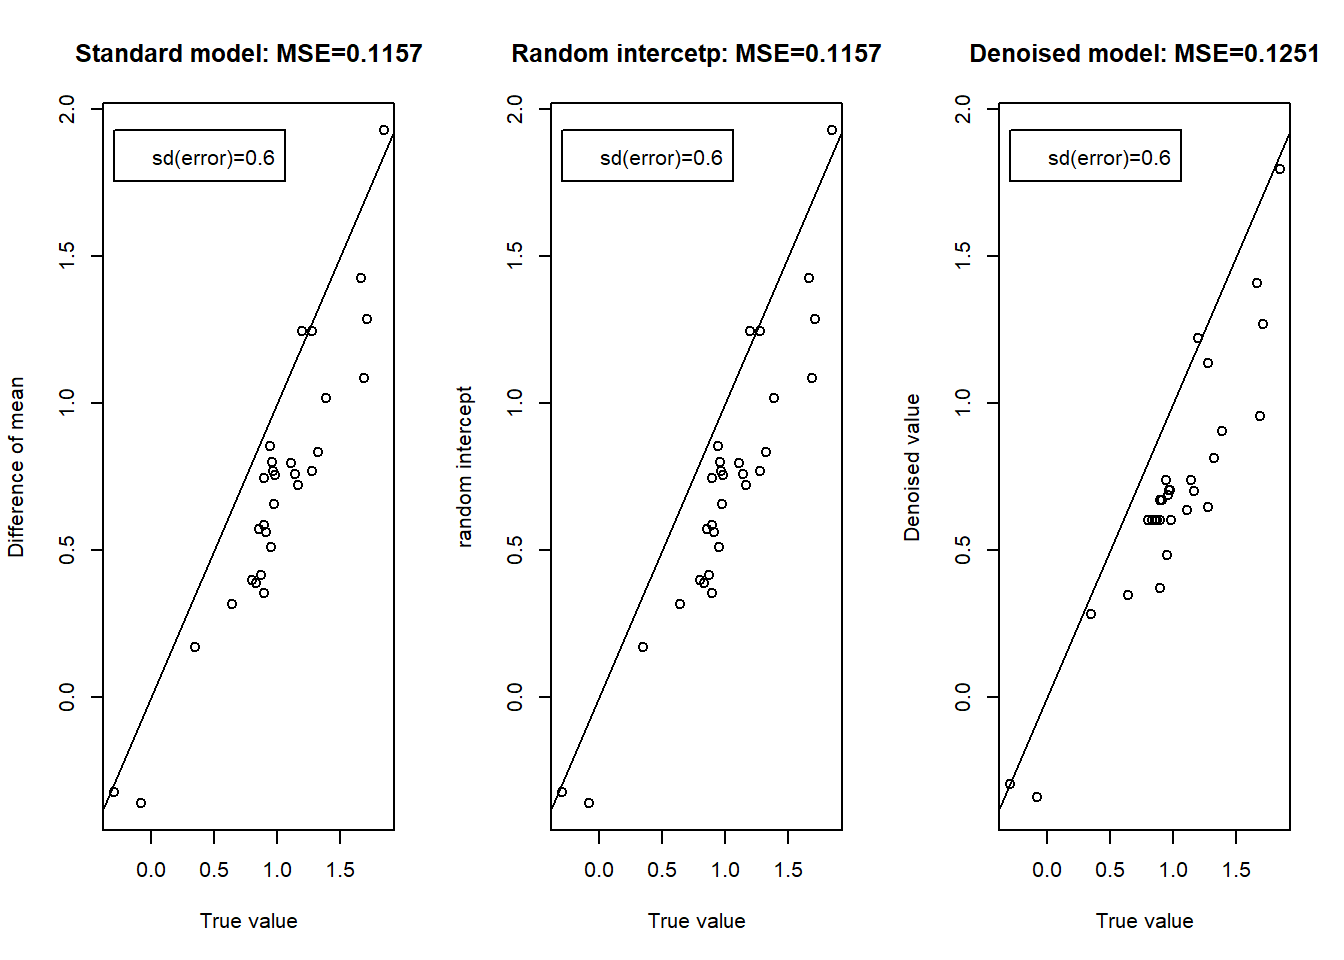 Standard model: MSE=0.1157
sd(error)=0.6
Difference of mean
2.0
1.5
1.0
0.5
0.0
0.0 0.5 1.0 1.5
True value
Random intercetp: MSE=0.1157
sd(error)=0.6
random intercept
2.0
1.5
1.0
0.5
0.0
0.0 0.5 1.0 1.5
True value
Denoised model: MSE=0.1251
sd(error)=0.6
Denoised value
2.0
1.5
1.0
0.5
0.0
0.0 0.5 1.0 1.5
True value